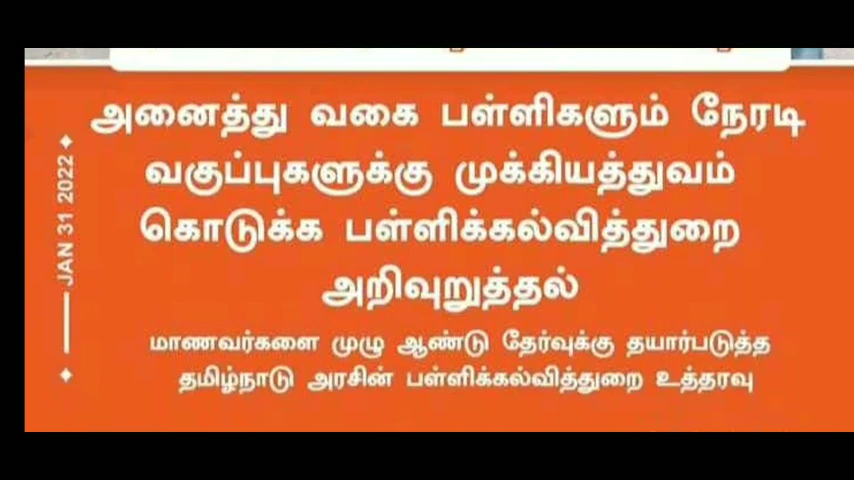 அனைத்து வகை பள்ளிகளும் நேரடி
வகுப்புகளுக்கு முக்கியத்துவம்
கொடுக்க பள்ளிக்கல்வித்துறை
அறிவுறுத்தல்
மாணவர்களை முழு ஆண்டு தேர்வுக்கு தயார்படுத்த
தமிழ்நாடு அரசின் பள்ளிக்கல்வித்துறை உத்தரவு
JAN 31 2022